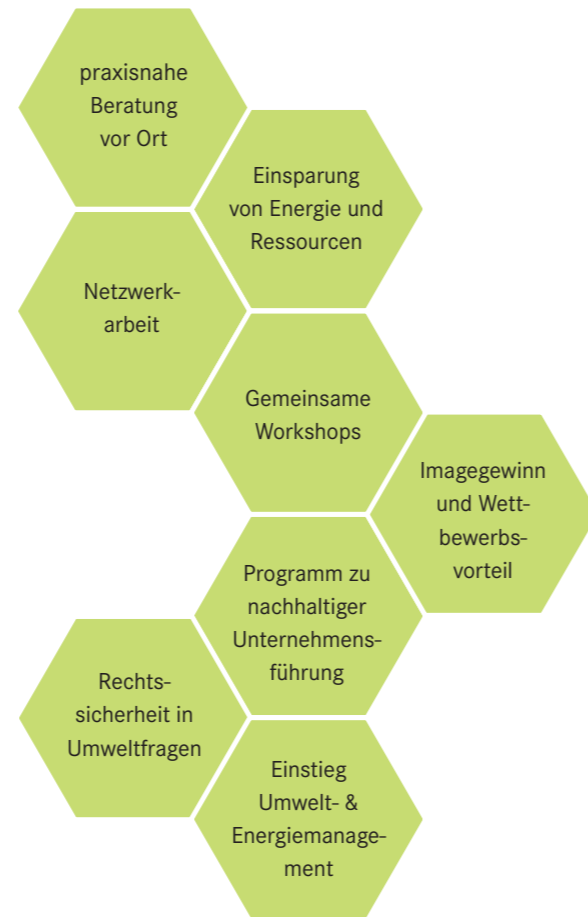 praxisnahe
Beratung
vor Ort
Einsparung
von Energie und
Ressourcen
Netzwerk-
arbeit
Gemeinsame
Workshops
Imagegewinn
und Wett-
bewerbs-
vorteil
Programm zu
nachhaltiger
Unternehmens-
führung
Rechts-
sicherheit in
Umweltfragen
Einstieg
Umwelt- &
Energiemanage-
ment